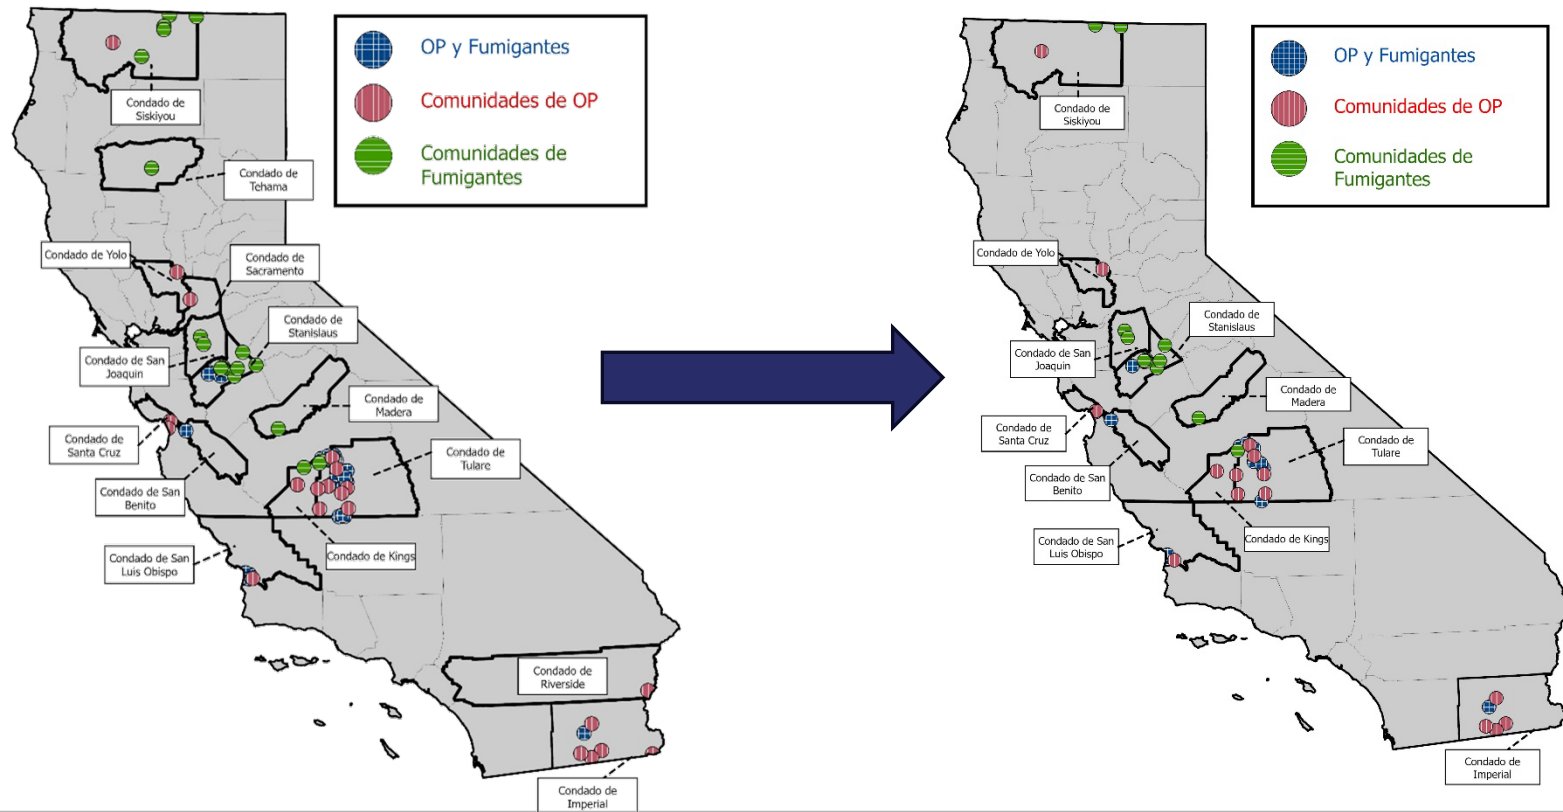 OP y Fumigantes
Comunidades de OP
Comunidades de
Fumigantes
Condado de
Siskiyou
Condado de
Tehama
Condado de Yolo
Condado de
Sacramento
Condado de
Stanislaus
Condado de San
Joaquin
Condado de
Madera
Condado de
Santa Cruz
Condado de
Tulare
Condado de San
Benito
Condado de San
Luis Obispo
Condado de Kings
Condado de
Riverside
Condado de
Imperial
OP y Fumigantes
Comunidades de OP
Comunidades de
Fumigantes
Condado de
Siskiyou
Condado de Yolo
Condado de
Stanislaus
Condado de San
Joaquin
Condado de
Madera
Condado de
Santa Cruz
Condado de
Tulare
Condado de San
Benito
Condado de San
Luis Obispo
Condado de Kings
Condado de
Imperial